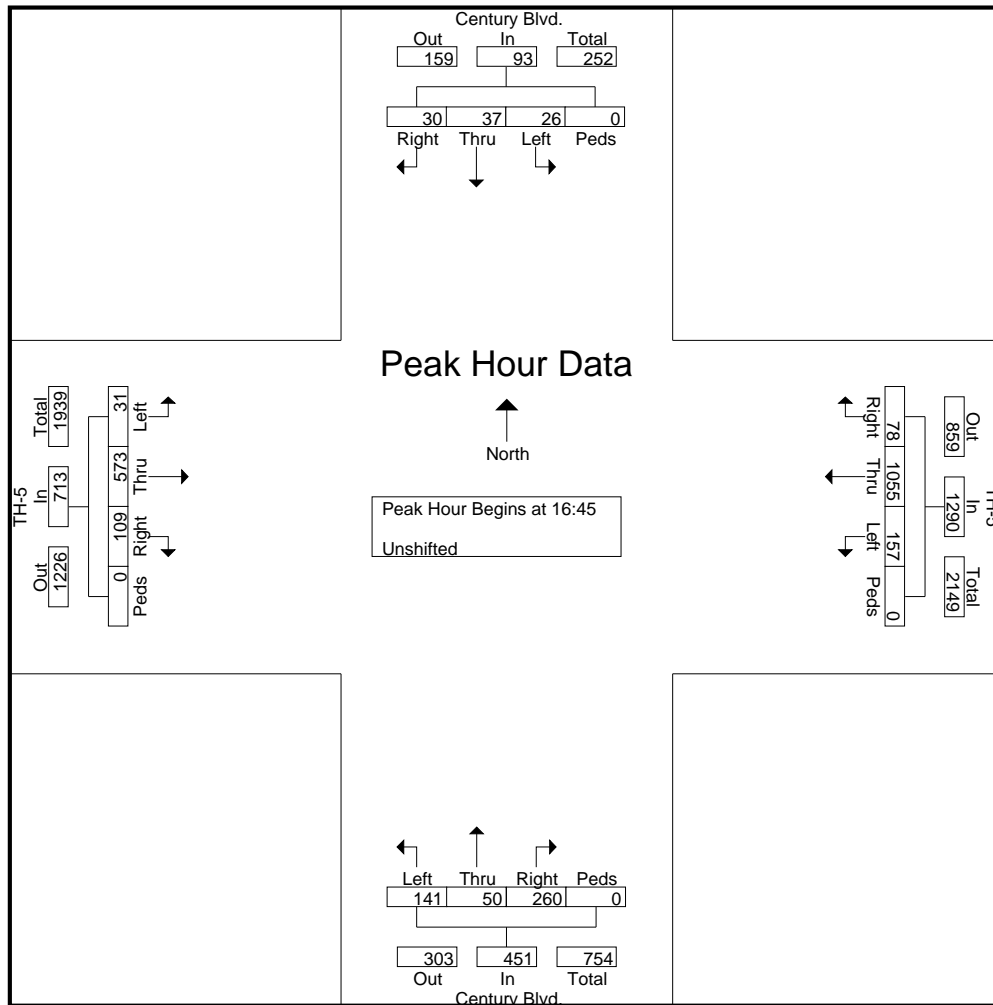 Century Blvd.
Out In Total
159 93 252
30 37 26 0
Right Thru Left Peds
Peak Hour Data
North
Peak Hour Begins at 16:45
Unshifted
TH-5
Total In Out
1939 713 1226
31 573 109 0
Left Thru Right Peds
Right Thru Left Peds
78 1055 157 0
Out In Total
859 1290 2149
TH-5
Left Thru Right Peds
141 50 260 0
303 451 754
Out In Total
Century Blvd.